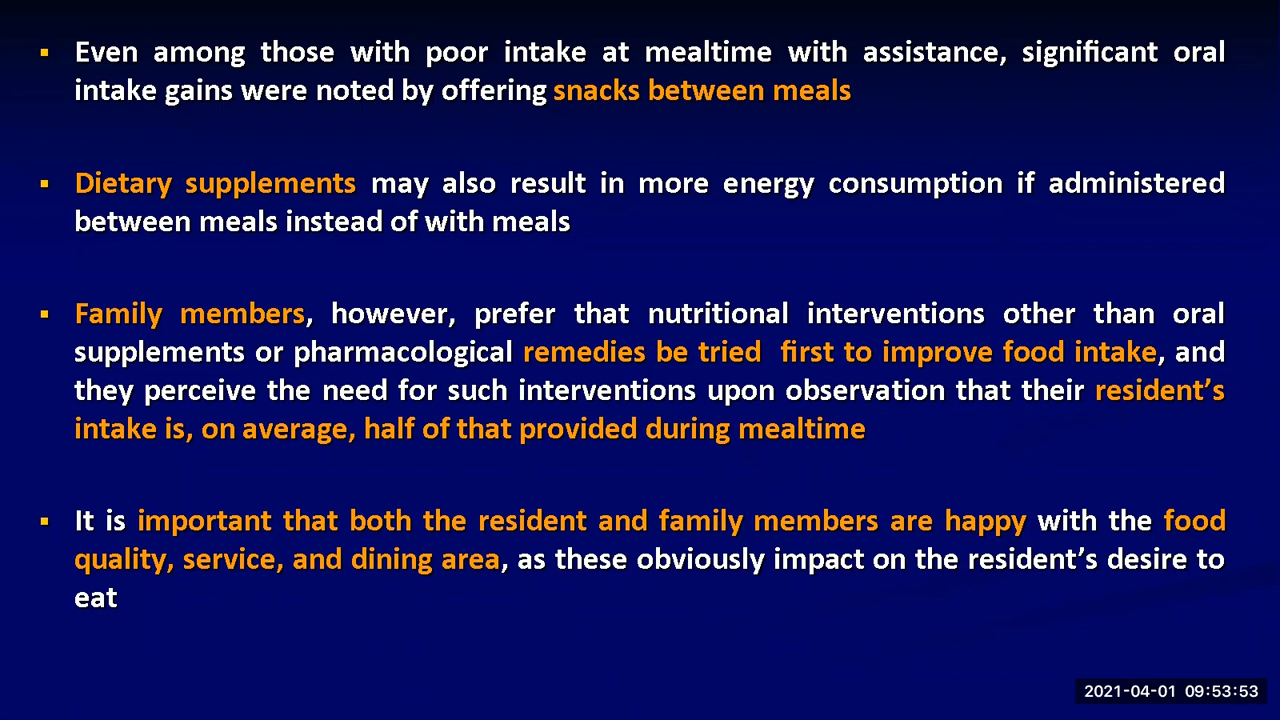 ▪ Even among those with poor intake at mealtime with assistance, significant oral
intake gains were noted by offering snacks between meals
▪ Dietary supplements may also result in more energy consumption if administered
between meals instead of with meals
▪ Family members, however, prefer that nutritional interventions other than oral
supplements or pharmacological remedies be tried  first to improve food intake, and
they perceive the need for such interventions upon observation that their resident’s
intake is, on average, half of that provided during mealtime
▪ It is important that both the resident and family members are happy with the food
quality, service, and dining area, as these obviously impact on the resident’s desire to
eat
2021-04-01 09:53:53